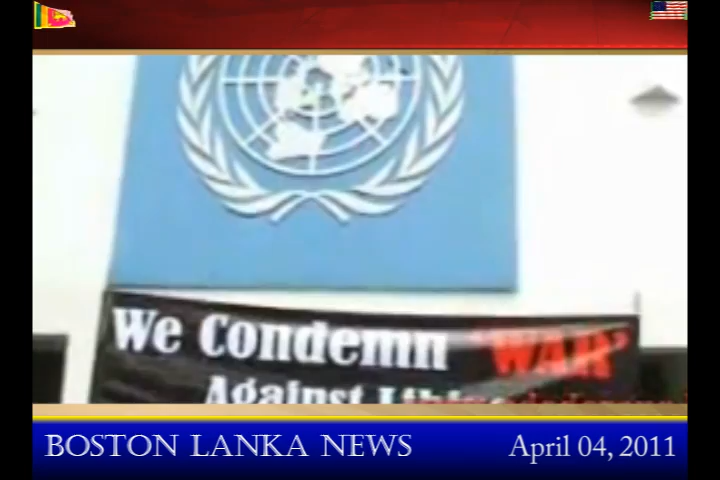 We Condemn 'WAR'
Against
BOSTON LANKA NEWS
April 04, 2011